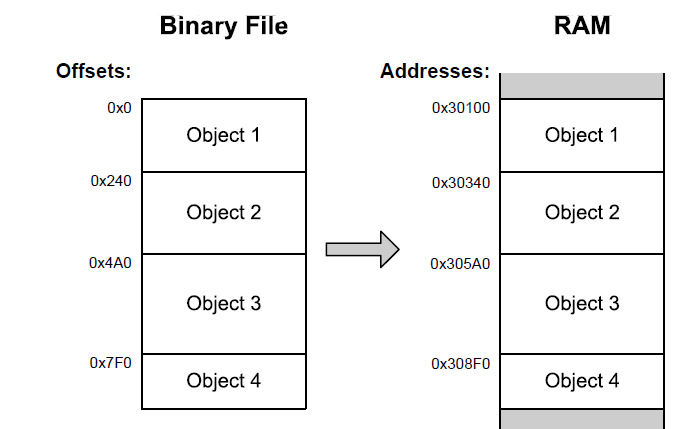 Binary File
RAM
Offsets:
Addresses:
0x0
0x30100
Object 1
Object 1
0x240
0x30340
Object 2
Object 2
0x4A0
0x305A0
Object 3
Object 3
0x7F0
0x308F0
Object 4
Object 4